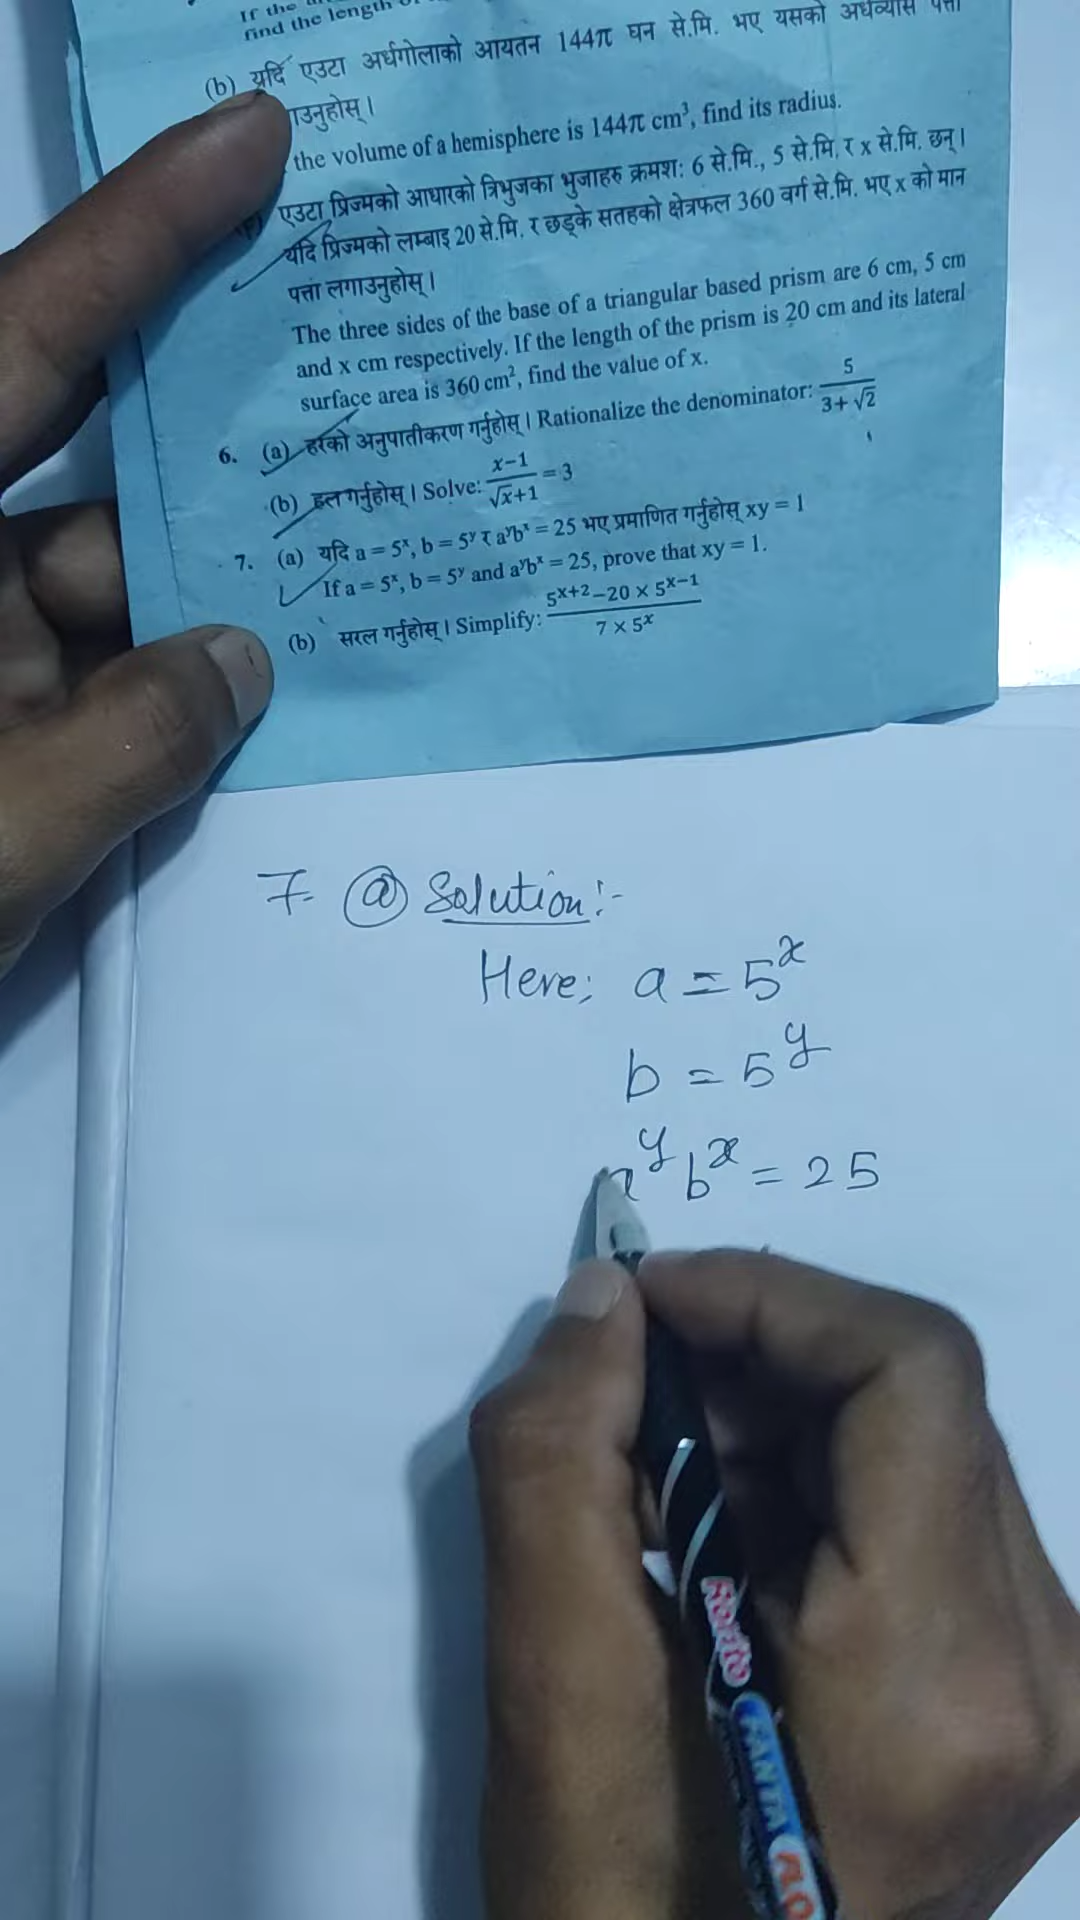 If the
find the length
(b) यदि एउटा अर्धगोलाको आयतन 144π घन से.मि. भए यसको अर्धव्यास पत्ता
गाउनुहोस् ।
the volume of a hemisphere is 144π cm³, find its radius.
एउटा प्रिज्मको आधारको त्रिभुजका भुजाहरु क्रमश: 6 से.मि., 5 से.मि. र x से.मि. छन् ।
यदि प्रिज्मको लम्बाइ 20 से.मि. र छड्के सतहको क्षेत्रफल 360 वर्ग से.मि. भए x को मान
पत्ता लगाउनुहोस् ।
The three sides of the base of a triangular based prism are 6 cm, 5 cm
and x cm respectively. If the length of the prism is 20 cm and its lateral
surface area is 360 cm², find the value of x.
6. (a) हरको अनुपातीकरण गर्नुहोस् । Rationalize the denominator: 5/(3+√2)
(b) हल गर्नुहोस् । Solve: (x−1)/(√x+1) = 3
7. (a) यदि a = 5ˣ, b = 5ʸ र aʸbˣ = 25 भए प्रमाणित गर्नुहोस् xy = 1
If a = 5ˣ, b = 5ʸ and aʸbˣ = 25, prove that xy = 1.
(b) सरल गर्नुहोस् । Simplify: (5ˣ⁺²−20 × 5ˣ⁻¹)/(7 × 5ˣ)
7. (a) Solution:-
Here; a = 5ˣ
b = 5ʸ
aʸ bˣ = 25
FANTA